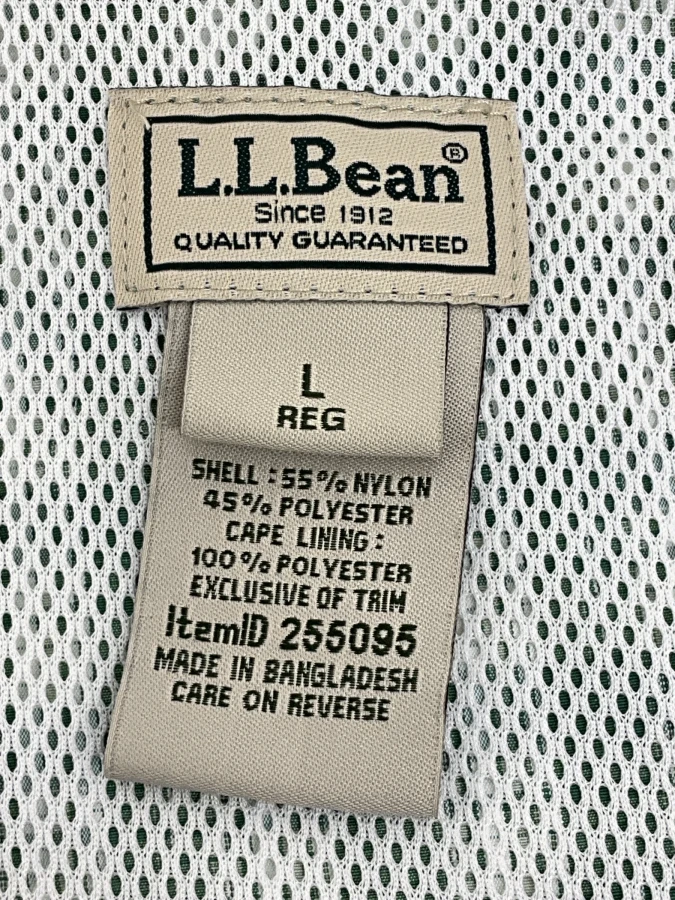 L.L.Bean®
Since 1912
QUALITY GUARANTEED
L
REG
SHELL : 55% NYLON
45% POLYESTER
CAPE LINING :
100% POLYESTER
EXCLUSIVE OF TRIM
ItemID 255095
MADE IN BANGLADESH
CARE ON REVERSE